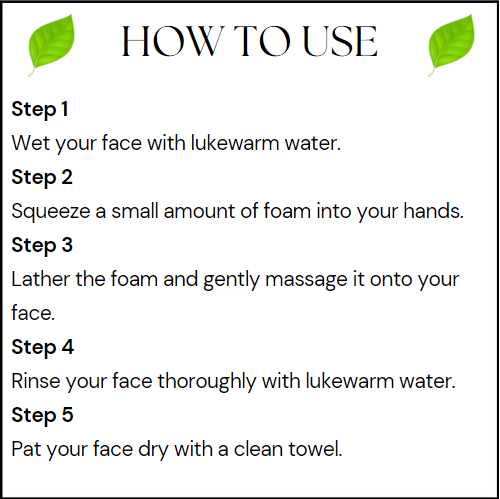 HOW TO USE
Step 1
Wet your face with lukewarm water.
Step 2
Squeeze a small amount of foam into your hands.
Step 3
Lather the foam and gently massage it onto your
face.
Step 4
Rinse your face thoroughly with lukewarm water.
Step 5
Pat your face dry with a clean towel.